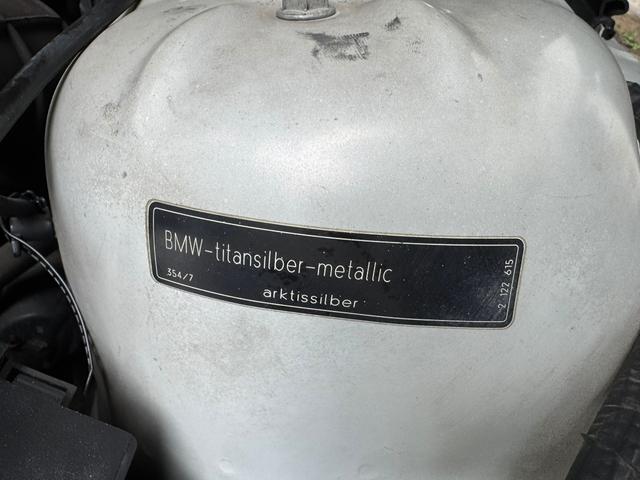 BMW-titansilber-metallic
354/7
arktissilber
2 122 615